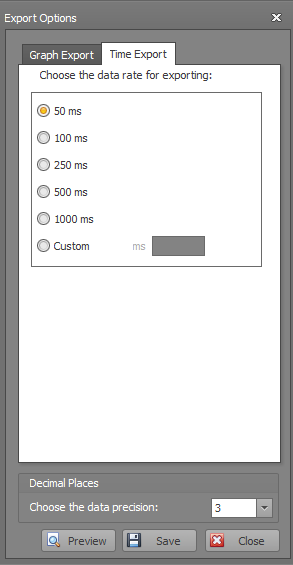 Export Options
Graph Export Time Export
Choose the data rate for exporting:
50 ms
100 ms
250 ms
500 ms
1000 ms
Custom ms
Decimal Places
Choose the data precision: 3
Preview Save Close